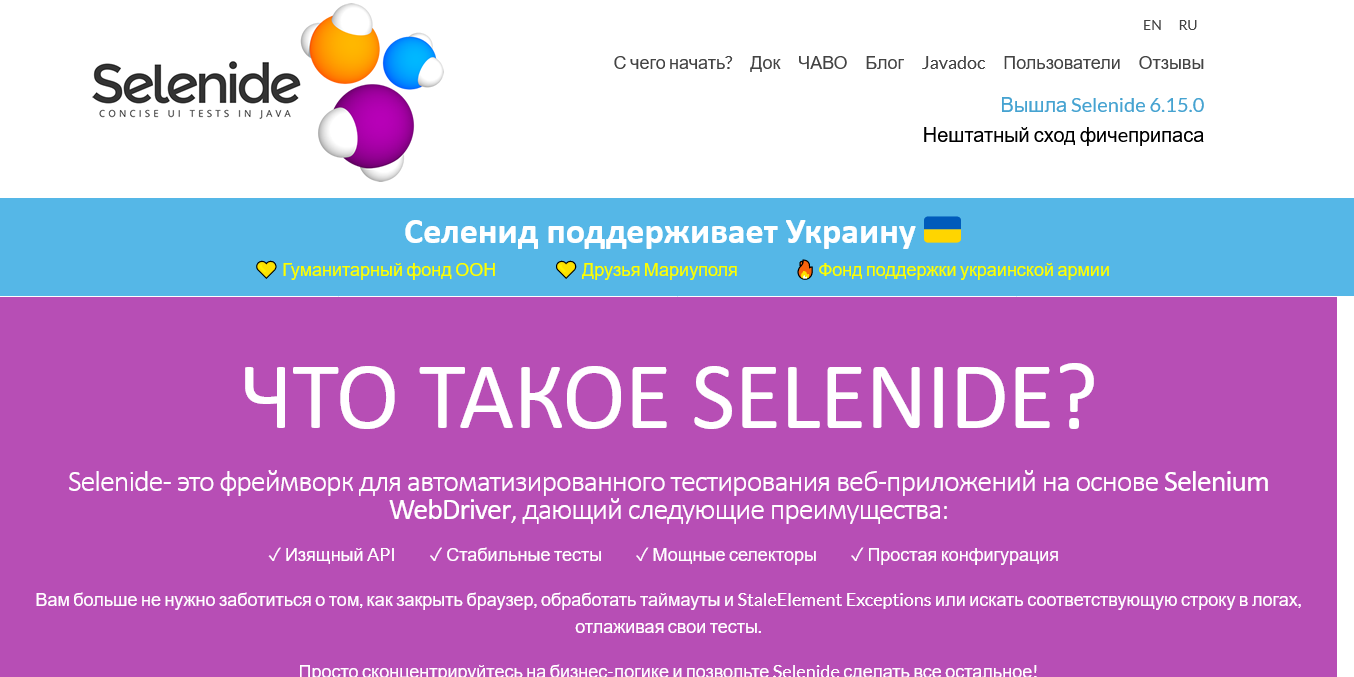 Selenide
CONCISE UI TESTS IN JAVA
EN RU
С чего начать? Док ЧАВО Блог Javadoc Пользователи Отзывы
Вышла Selenide 6.15.0
Нештатный сход фичеприпаса
Селенид поддерживает Украину
Гуманитарный фонд ООН Друзья Мариуполя Фонд поддержки украинской армии
ЧТО ТАКОЕ SELENIDE?
Selenide- это фреймворк для автоматизированного тестирования веб-приложений на основе Selenium
WebDriver, дающий следующие преимущества:
✓ Изящный API ✓ Стабильные тесты ✓ Мощные селекторы ✓ Простая конфигурация
Вам больше не нужно заботиться о том, как закрыть браузер, обработать таймауты и StaleElement Exceptions или искать соответствующую строку в логах,
отлаживая свои тесты.
Просто сконцентрируйтесь на бизнес-логике и позвольте Selenide сделать все остальное!